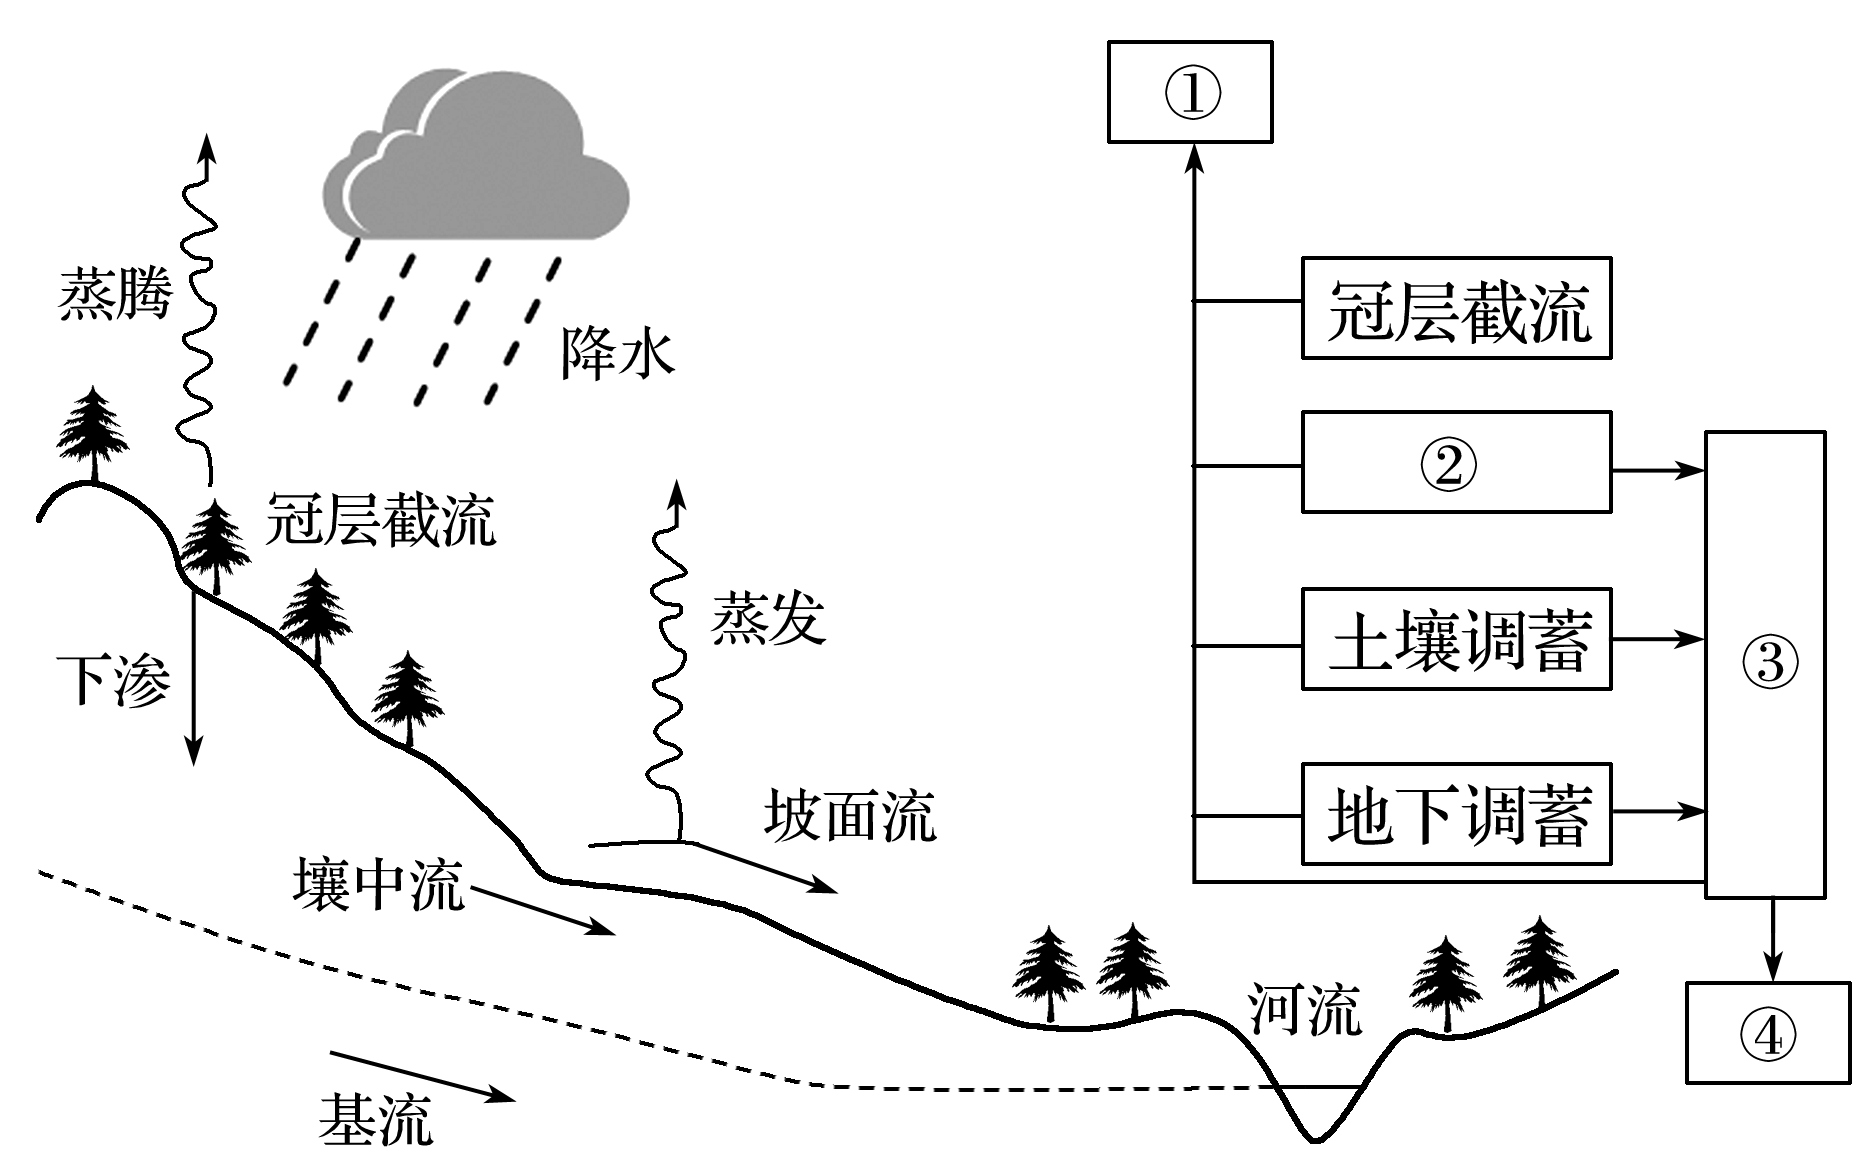 ①
蒸腾
降水
冠层截流
②
冠层截流
蒸发
下渗
土壤调蓄
③
坡面流
地下调蓄
壤中流
河流
④
基流